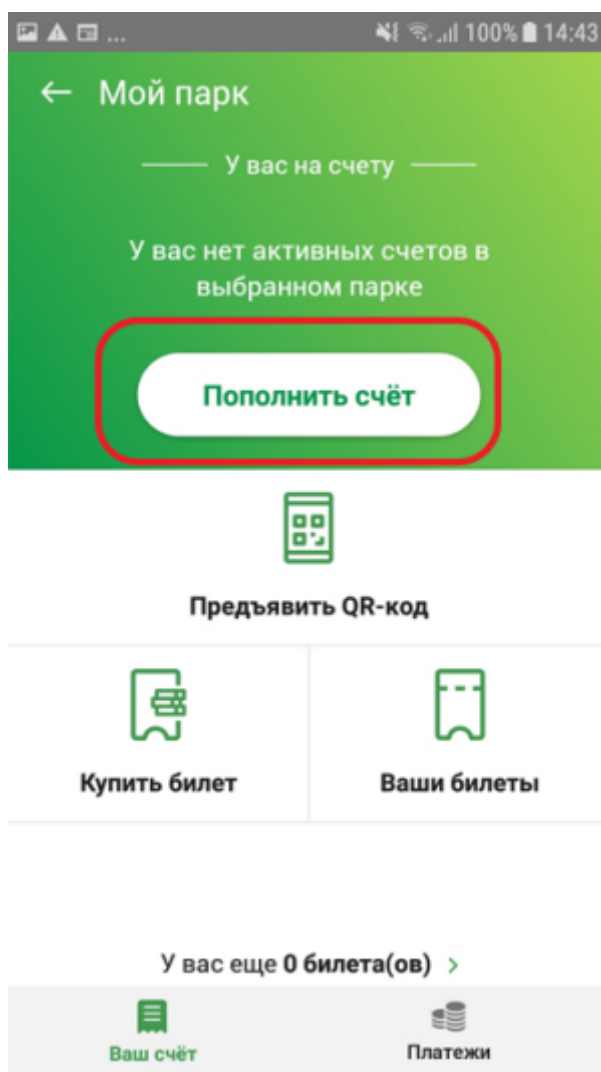 ... 100% 14:43
Мой парк
У вас на счету
У вас нет активных счетов в
выбранном парке
Пополнить счёт
Предъявить QR-код
Купить билет
Ваши билеты
У вас еще 0 билета(ов) >
Ваш счёт
Платежи